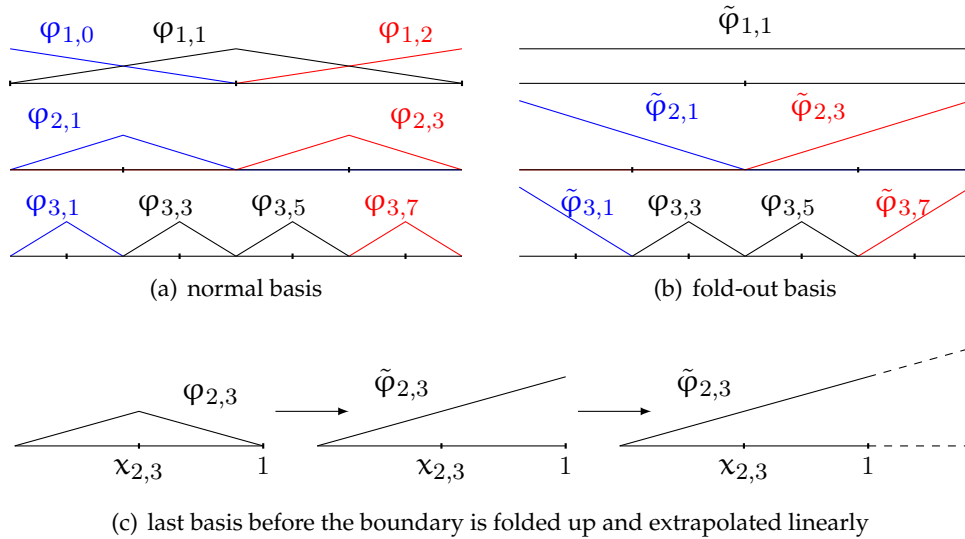 φ1,0 φ1,1 φ1,2
φ2,1 φ2,3
φ3,1 φ3,3 φ3,5 φ3,7
(a) normal basis
φ̃1,1
φ̃2,1 φ̃2,3
φ̃3,1 φ3,3 φ3,5 φ̃3,7
(b) fold-out basis
φ2,3 φ̃2,3 φ̃2,3
x2,3 1 x2,3 1 x2,3 1
(c) last basis before the boundary is folded up and extrapolated linearly